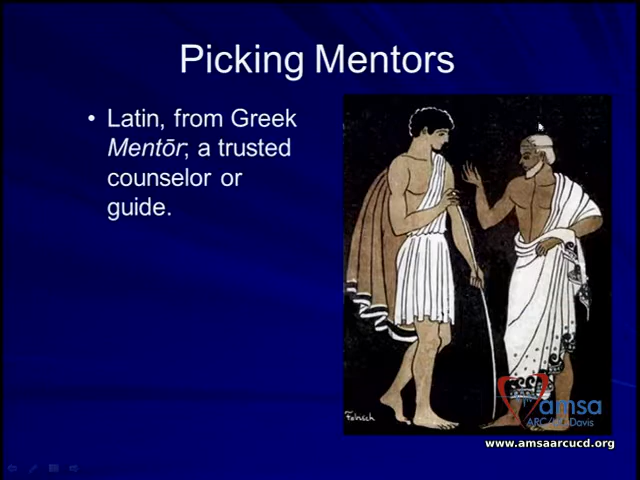 Picking Mentors
• Latin, from Greek
Mentōr; a trusted
counselor or
guide.
amsa
www.amsaarcucd.org